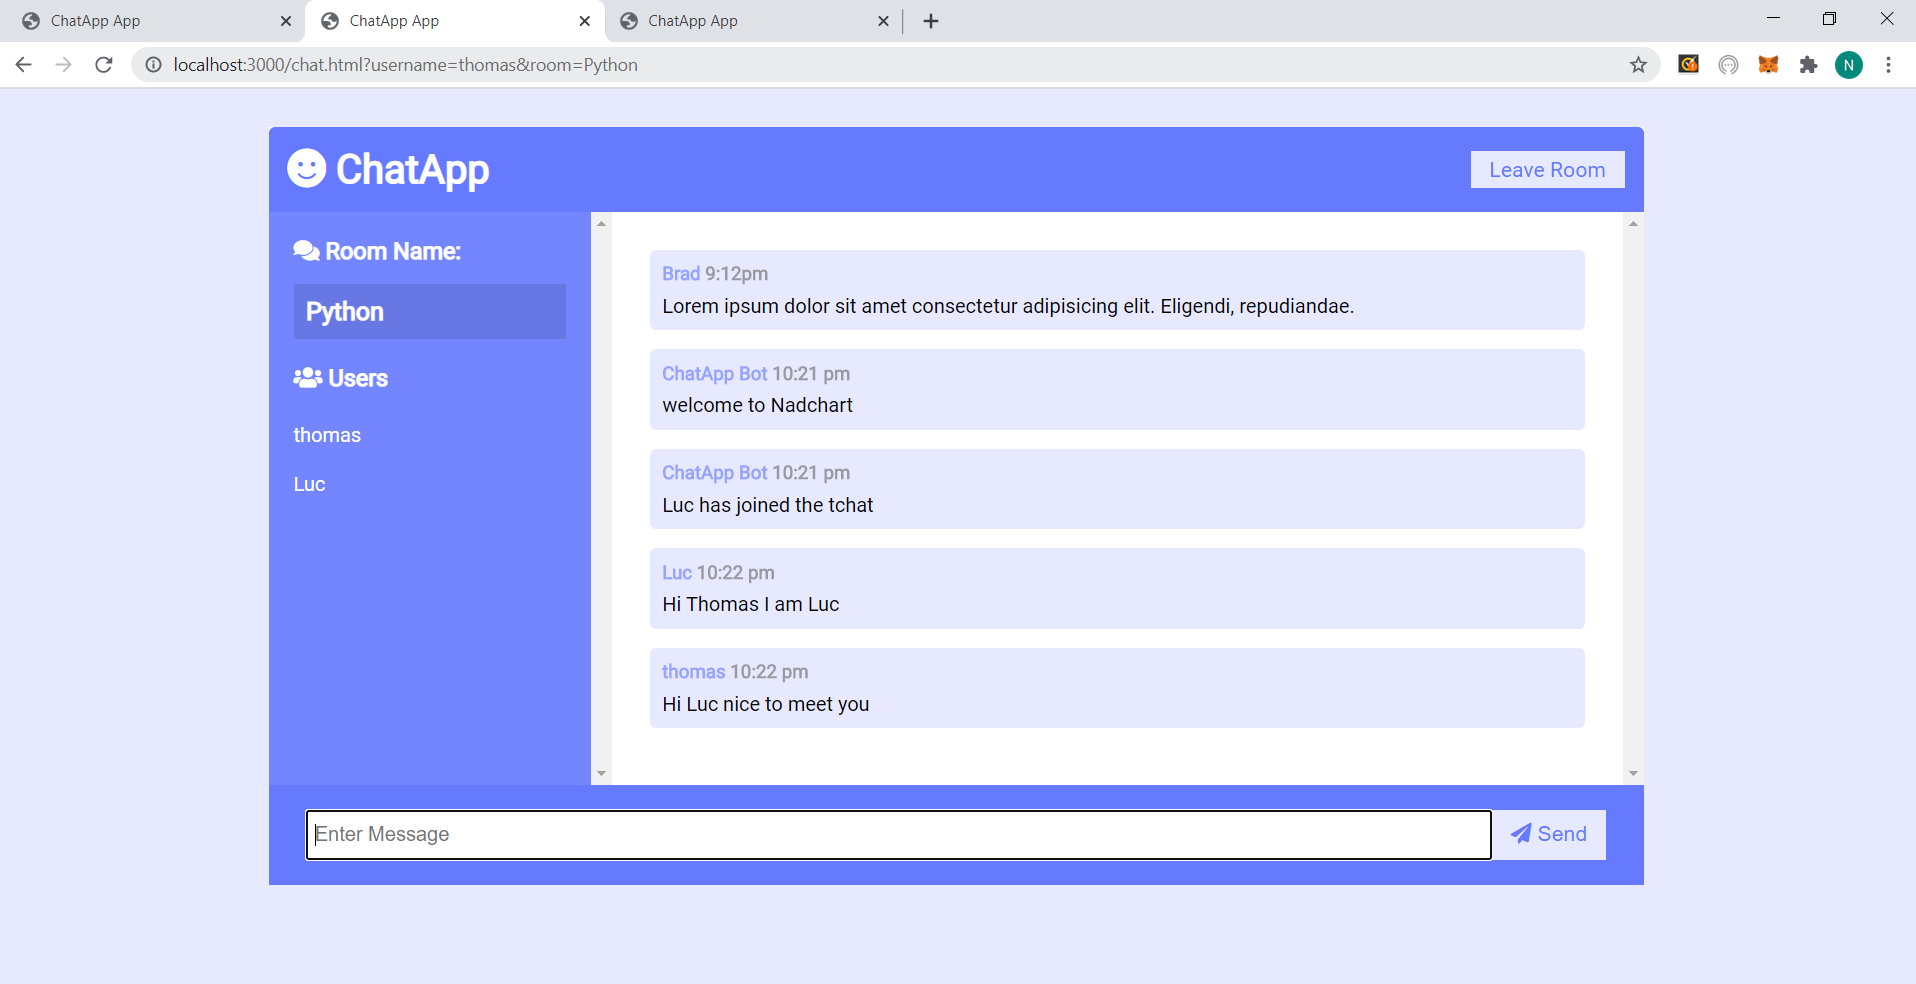 ChatApp App
ChatApp App
ChatApp App
localhost:3000/chat.html?username=thomas&room=Python
N
ChatApp
Leave Room
Room Name:
Python
Users
thomas
Luc
Brad 9:12pm
Lorem ipsum dolor sit amet consectetur adipisicing elit. Eligendi, repudiandae.
ChatApp Bot 10:21 pm
welcome to Nadchart
ChatApp Bot 10:21 pm
Luc has joined the tchat
Luc 10:22 pm
Hi Thomas I am Luc
thomas 10:22 pm
Hi Luc nice to meet you
Enter Message
Send